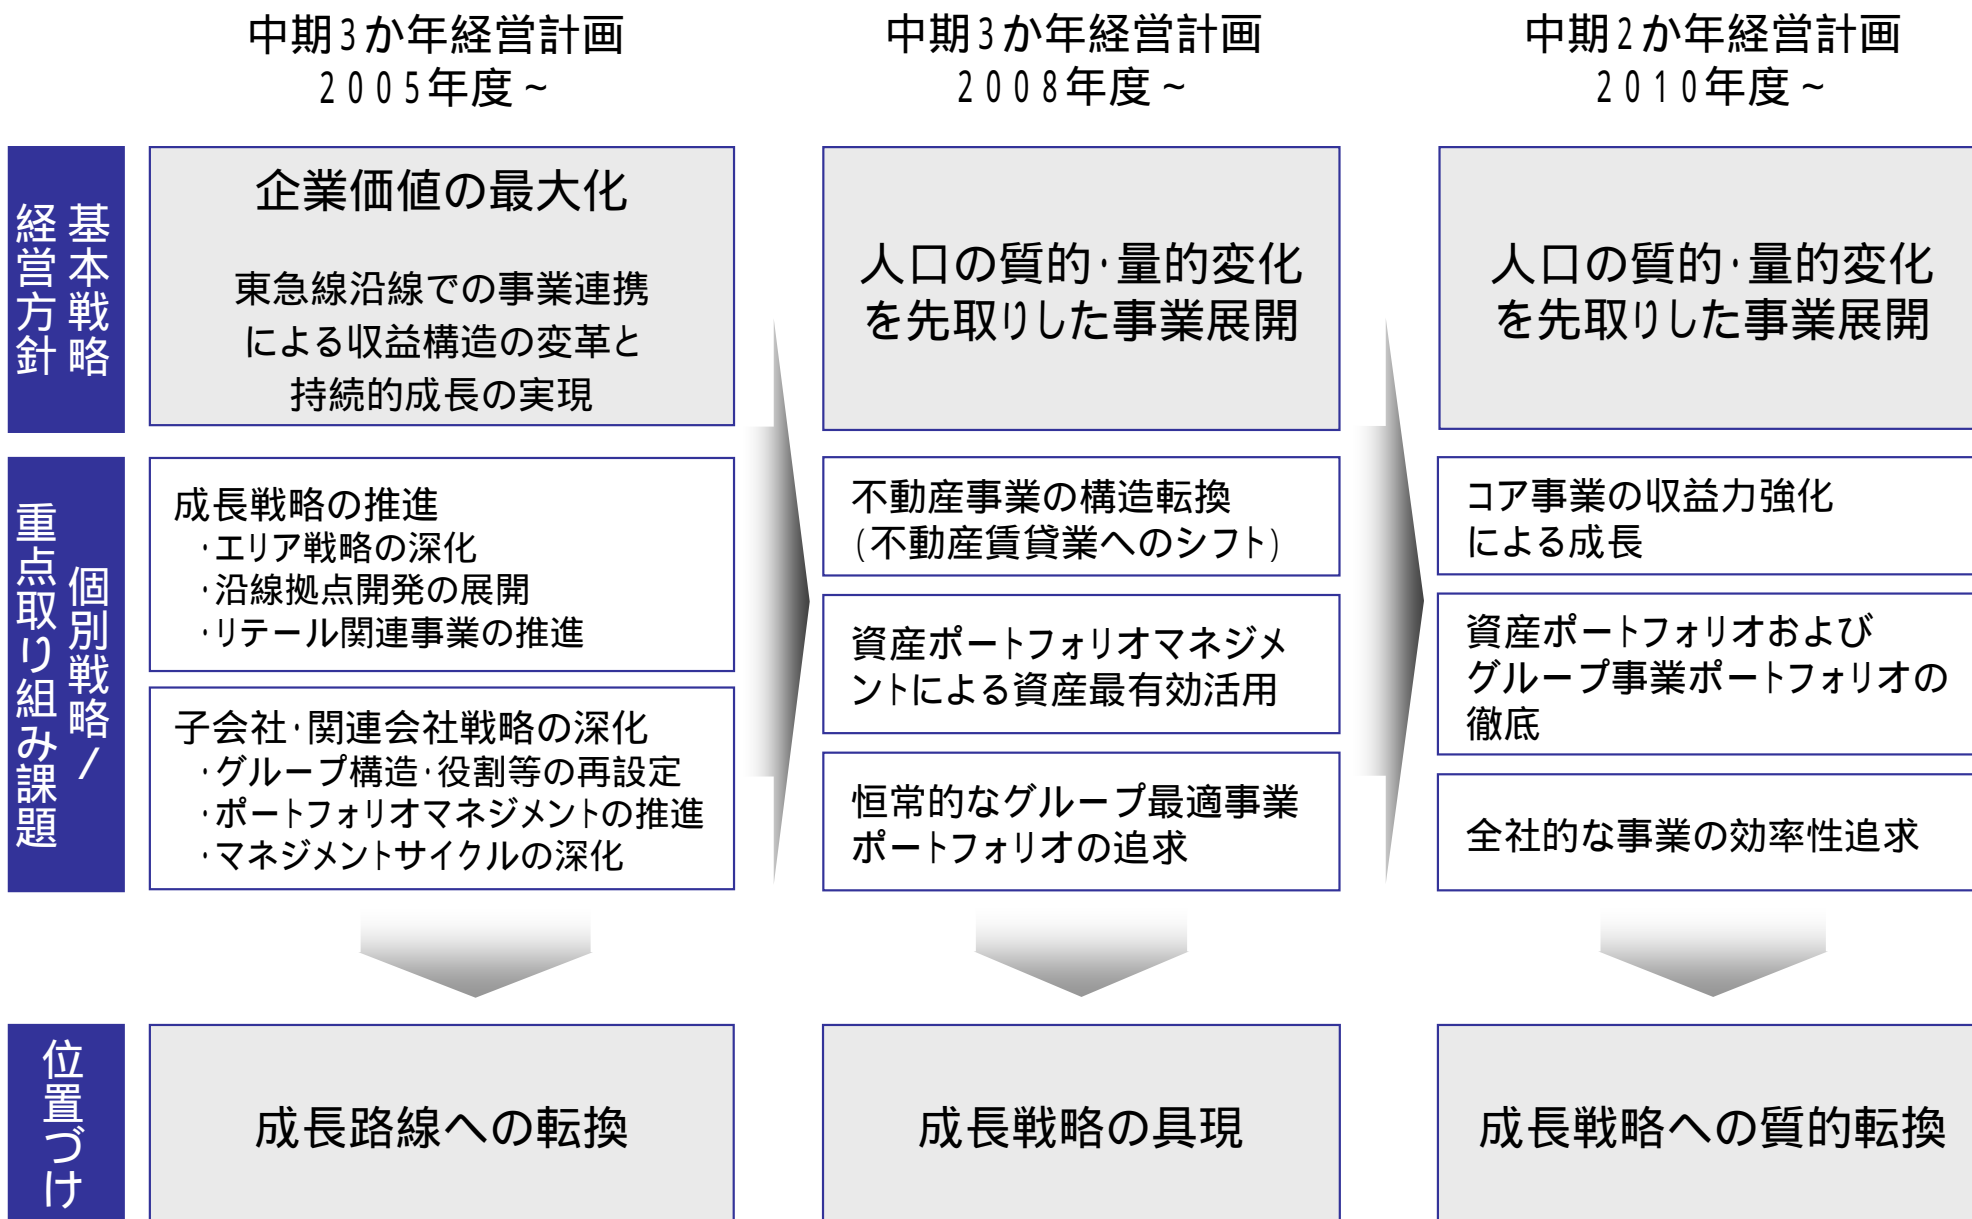 中期3か年経営計画
2005年度~
中期3か年経営計画
2008年度~
中期2か年経営計画
2010年度~
基本戦略
経営方針
企業価値の最大化
東急線沿線での事業連携
による収益構造の変革と
持続的成長の実現
人口の質的・量的変化
を先取りした事業展開
人口の質的・量的変化
を先取りした事業展開
個別戦略/
重点取り組み課題
成長戦略の推進
・エリア戦略の深化
・沿線拠点開発の展開
・リテール関連事業の推進
子会社・関連会社戦略の深化
・グループ構造・役割等の再設定
・ポートフォリオマネジメントの推進
・マネジメントサイクルの深化
不動産事業の構造転換
(不動産賃貸業へのシフト)
資産ポートフォリオマネジメ
ントによる資産最有効活用
恒常的なグループ最適事業
ポートフォリオの追求
コア事業の収益力強化
による成長
資産ポートフォリオおよび
グループ事業ポートフォリオの
徹底
全社的な事業の効率性追求
位置づけ
成長路線への転換
成長戦略の具現
成長戦略への質的転換